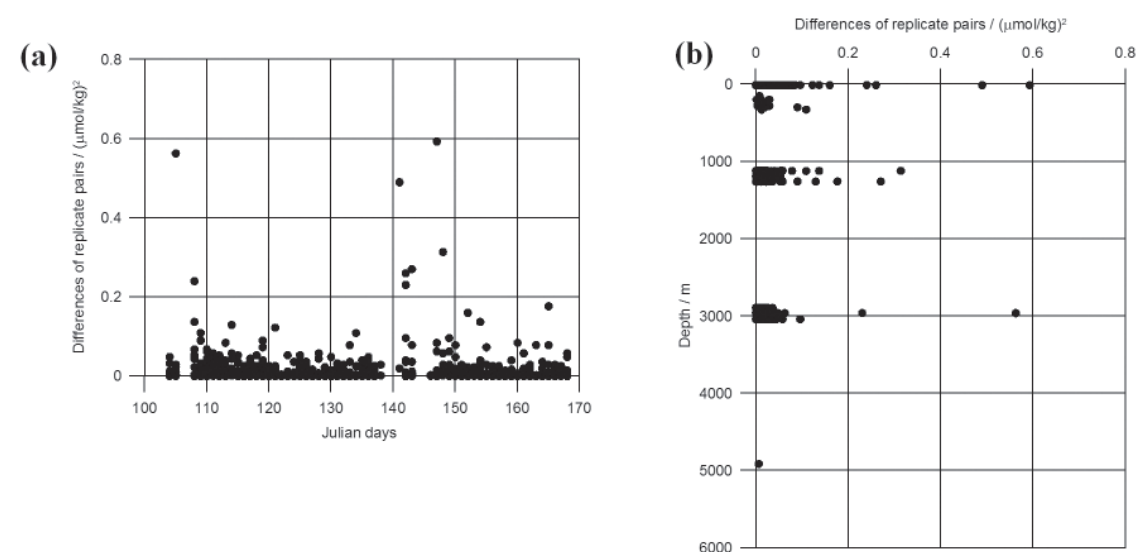 (a)
Differences of replicate pairs / (μmol/kg)²
0.8
0.6
0.4
0.2
0
100 110 120 130 140 150 160 170
Julian days
(b)
Differences of replicate pairs / (μmol/kg)²
0 0.2 0.4 0.6 0.8
Depth / m
0
1000
2000
3000
4000
5000
6000